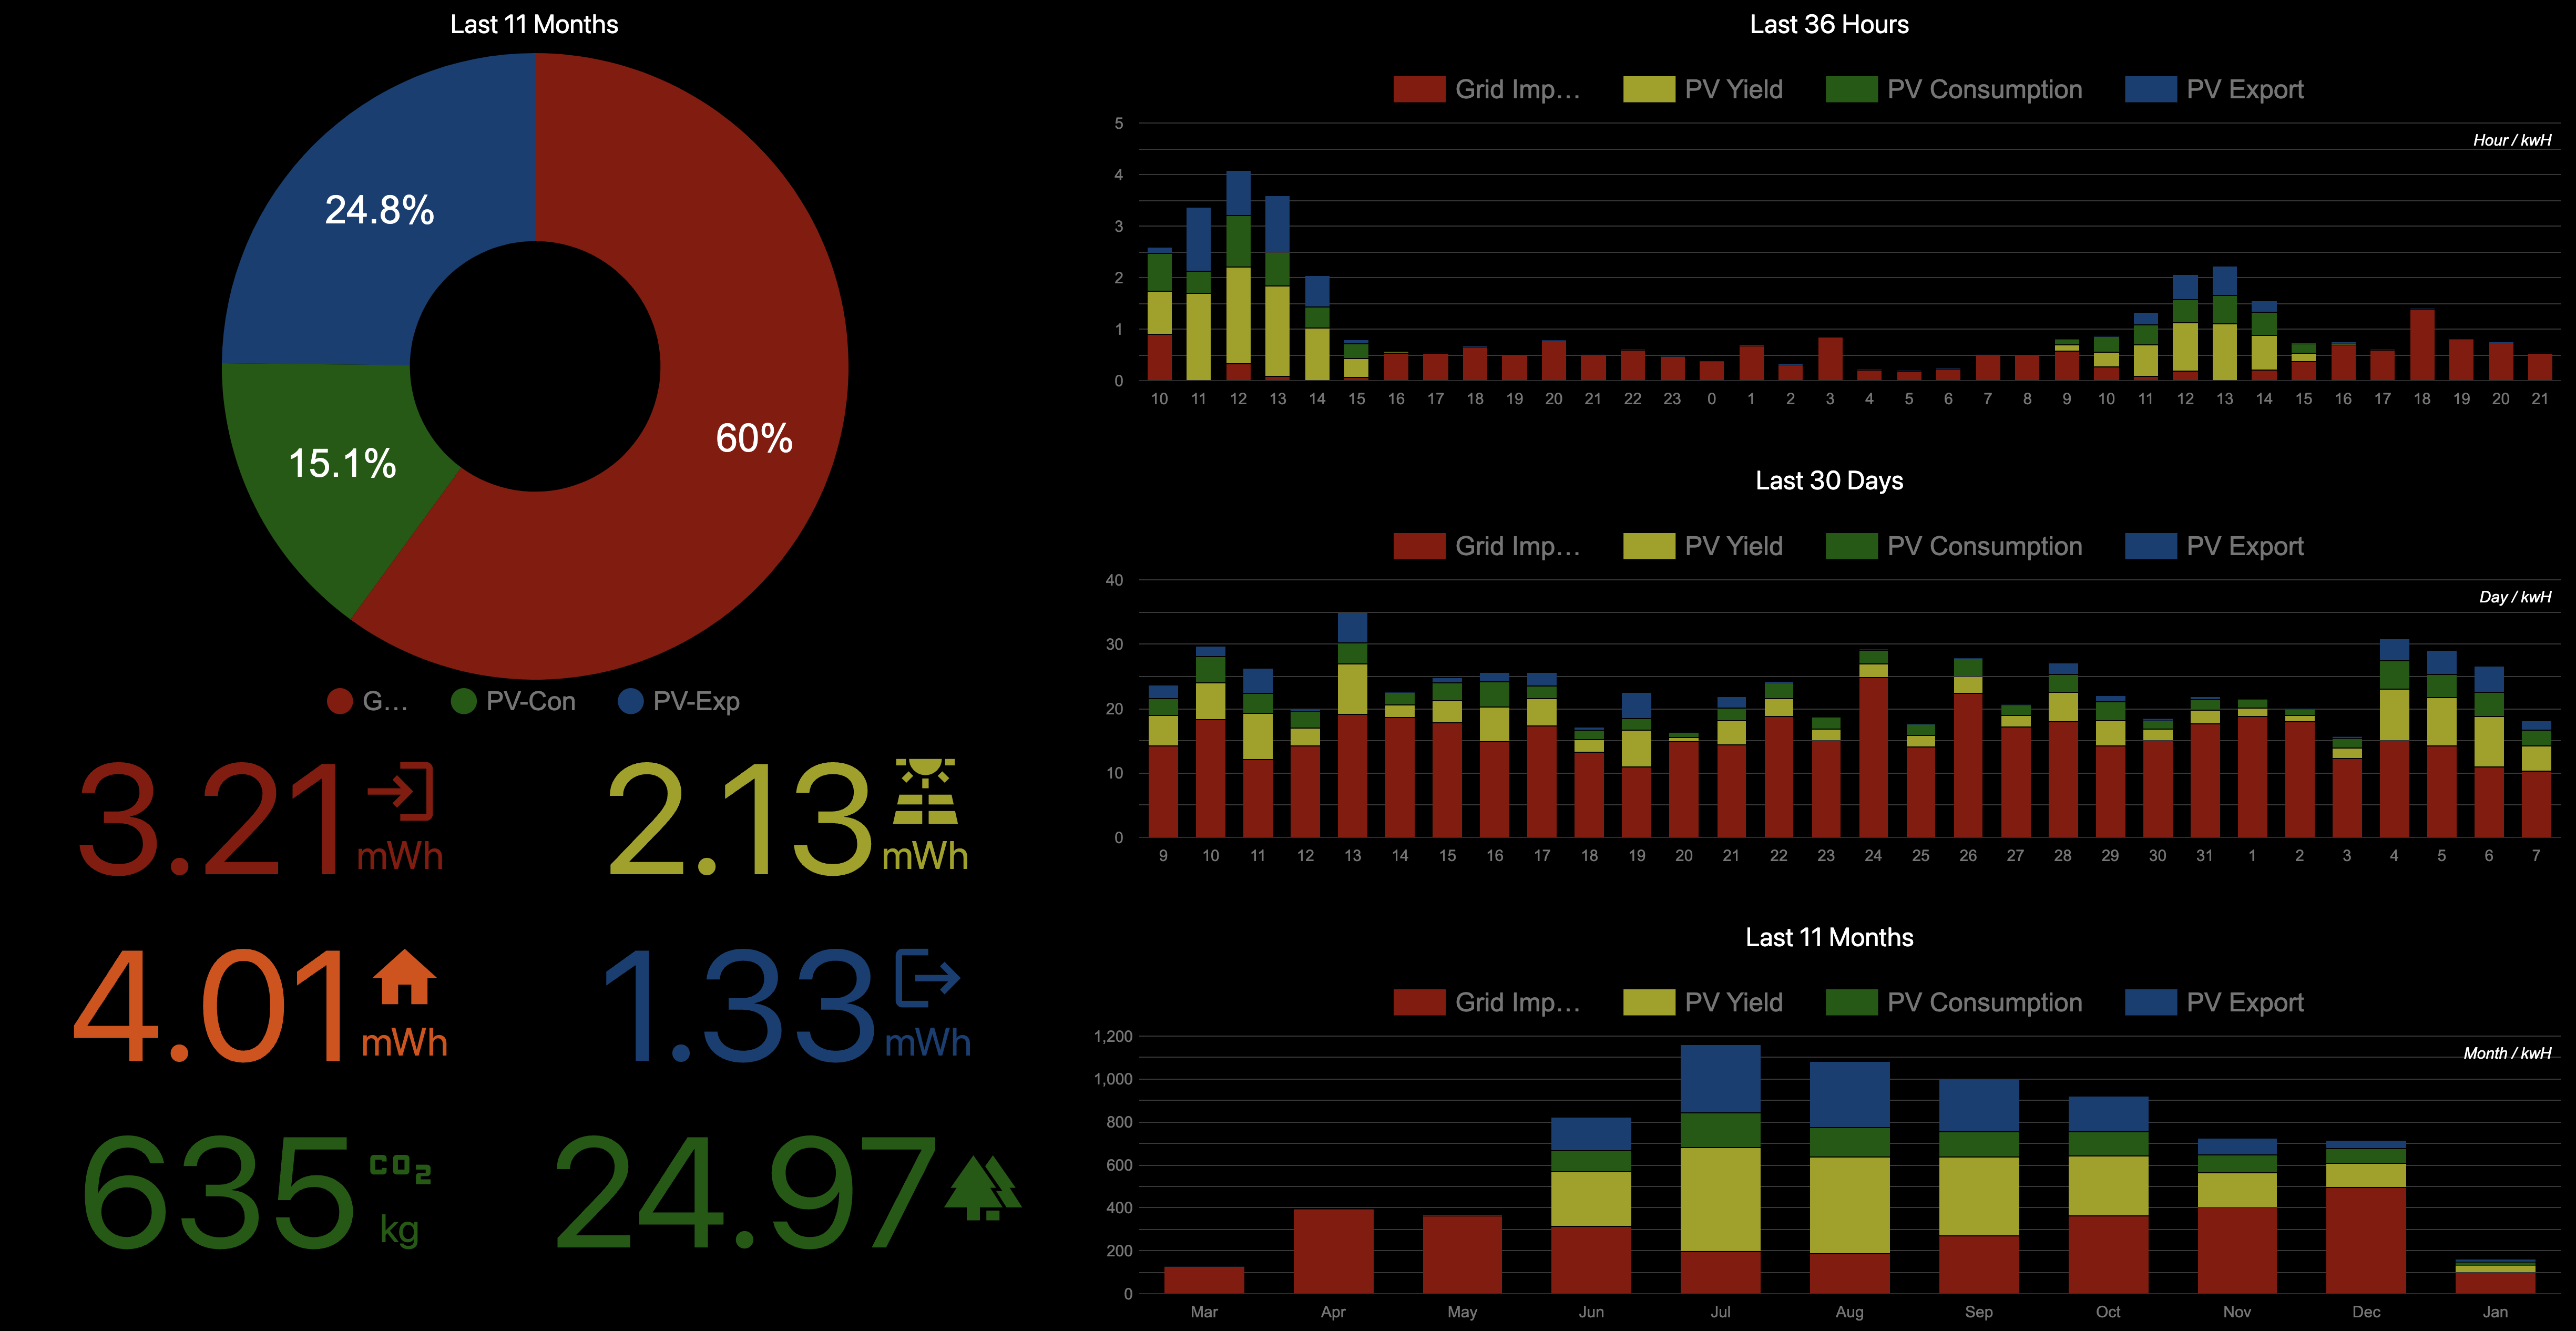 Last 11 Months
24.8%
60%
15.1%
G... PV-Con PV-Exp
3.21 mWh
2.13 mWh
4.01 mWh
1.33 mWh
635 CO2 kg
24.97
Last 36 Hours
Grid Imp... PV Yield PV Consumption PV Export
Hour / kwH
5
4
3
2
1
0
10 11 12 13 14 15 16 17 18 19 20 21 22 23 0 1 2 3 4 5 6 7 8 9 10 11 12 13 14 15 16 17 18 19 20 21
Last 30 Days
Grid Imp... PV Yield PV Consumption PV Export
Day / kwH
40
30
20
10
0
9 10 11 12 13 14 15 16 17 18 19 20 21 22 23 24 25 26 27 28 29 30 31 1 2 3 4 5 6 7
Last 11 Months
Grid Imp... PV Yield PV Consumption PV Export
Month / kwH
1,200
1,000
800
600
400
200
0
Mar Apr May Jun Jul Aug Sep Oct Nov Dec Jan